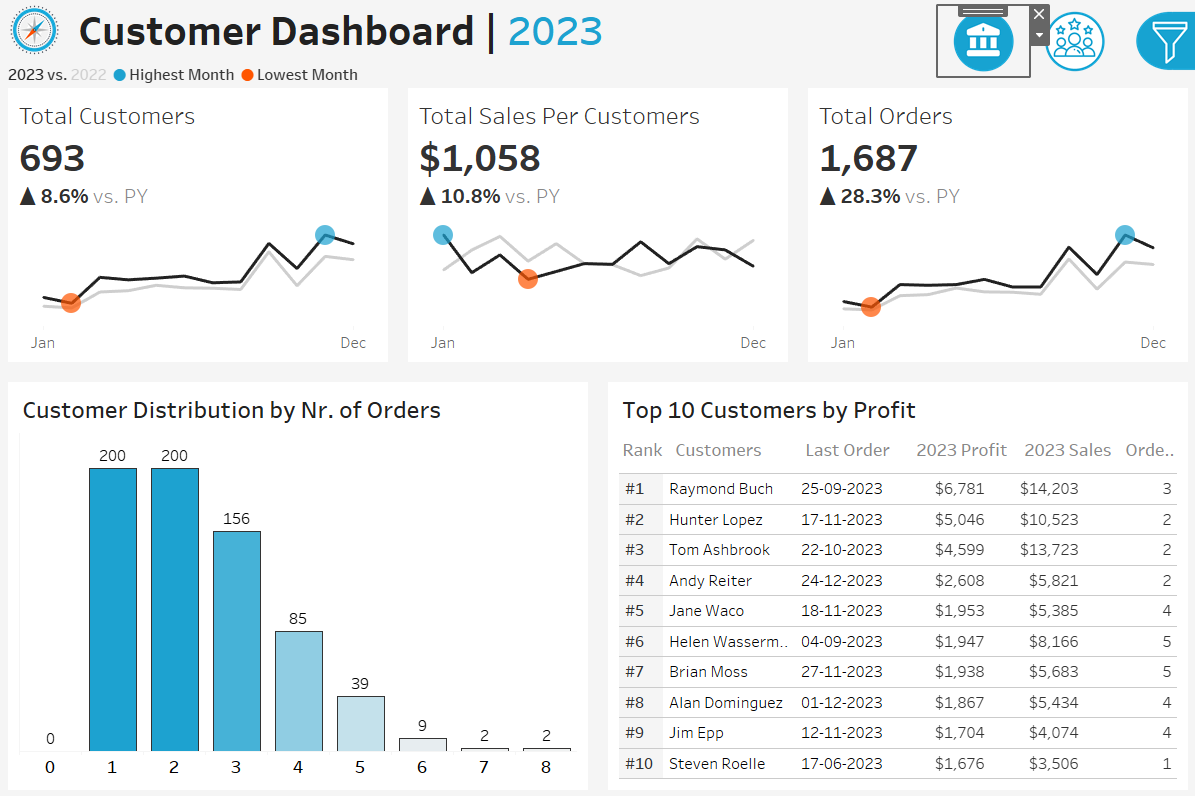 Customer Dashboard | 2023
2023 vs. 2022 Highest Month Lowest Month
Total Customers
693
▲ 8.6% vs. PY
Jan Dec
Total Sales Per Customers
$1,058
▲ 10.8% vs. PY
Jan Dec
Total Orders
1,687
▲ 28.3% vs. PY
Jan Dec
Customer Distribution by Nr. of Orders
0 200 200 156 85 39 9 2 2
0 1 2 3 4 5 6 7 8
Top 10 Customers by Profit
Rank Customers Last Order 2023 Profit 2023 Sales Orde..
#1 Raymond Buch 25-09-2023 $6,781 $14,203 3
#2 Hunter Lopez 17-11-2023 $5,046 $10,523 2
#3 Tom Ashbrook 22-10-2023 $4,599 $13,723 2
#4 Andy Reiter 24-12-2023 $2,608 $5,821 2
#5 Jane Waco 18-11-2023 $1,953 $5,385 4
#6 Helen Wasserm.. 04-09-2023 $1,947 $8,166 5
#7 Brian Moss 27-11-2023 $1,938 $5,683 5
#8 Alan Dominguez 01-12-2023 $1,867 $5,434 4
#9 Jim Epp 12-11-2023 $1,704 $4,074 4
#10 Steven Roelle 17-06-2023 $1,676 $3,506 1